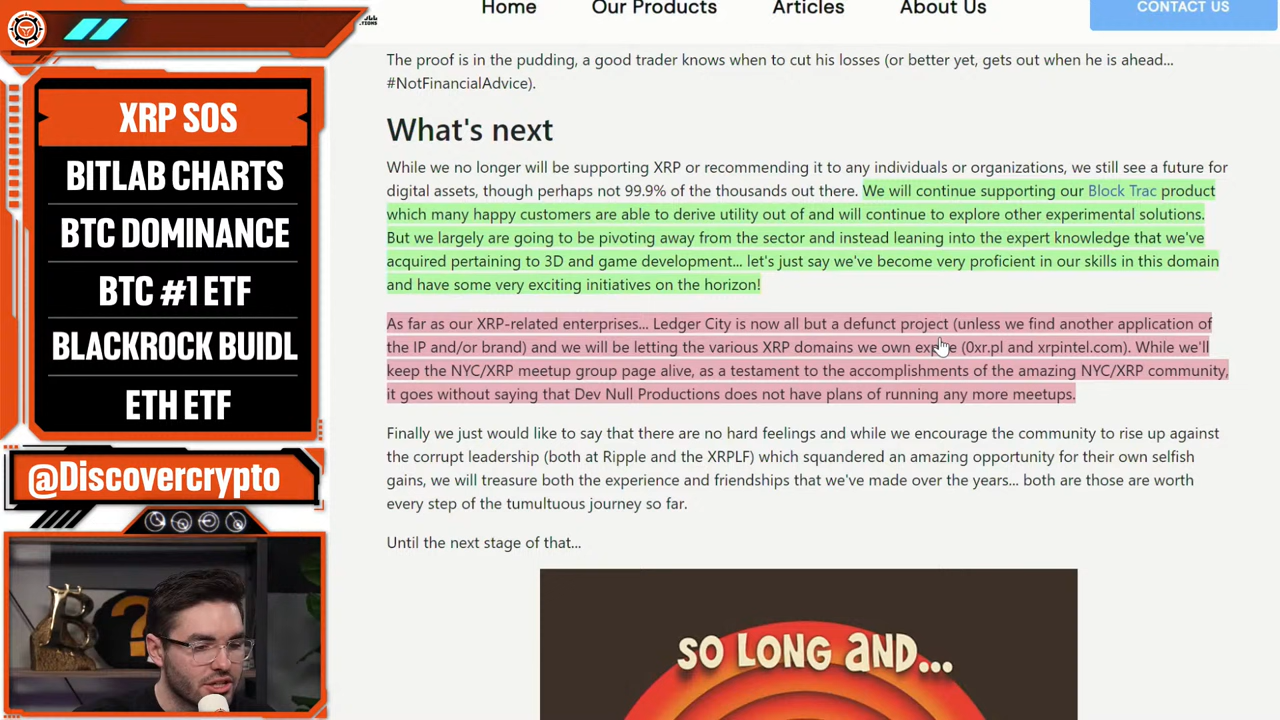 Home Our Products Articles About Us CONTACT US
XRP SOS
BITLAB CHARTS
BTC DOMINANCE
BTC #1 ETF
BLACKROCK BUIDL
ETH ETF
@Discovercrypto
The proof is in the pudding, a good trader knows when to cut his losses (or better yet, gets out when he is ahead...
#NotFinancialAdvice).
What's next
While we no longer will be supporting XRP or recommending it to any individuals or organizations, we still see a future for
digital assets, though perhaps not 99.9% of the thousands out there. We will continue supporting our Block Trac product
which many happy customers are able to derive utility out of and will continue to explore other experimental solutions.
But we largely are going to be pivoting away from the sector and instead leaning into the expert knowledge that we've
acquired pertaining to 3D and game development... let's just say we've become very proficient in our skills in this domain
and have some very exciting initiatives on the horizon!
As far as our XRP-related enterprises... Ledger City is now all but a defunct project (unless we find another application of
the IP and/or brand) and we will be letting the various XRP domains we own expire (0xr.pl and xrpintel.com). While we'll
keep the NYC/XRP meetup group page alive, as a testament to the accomplishments of the amazing NYC/XRP community,
it goes without saying that Dev Null Productions does not have plans of running any more meetups.
Finally we just would like to say that there are no hard feelings and while we encourage the community to rise up against
the corrupt leadership (both at Ripple and the XRPLF) which squandered an amazing opportunity for their own selfish
gains, we will treasure both the experience and friendships that we've made over the years... both are those are worth
every step of the tumultuous journey so far.
Until the next stage of that...
SO LONG AND...